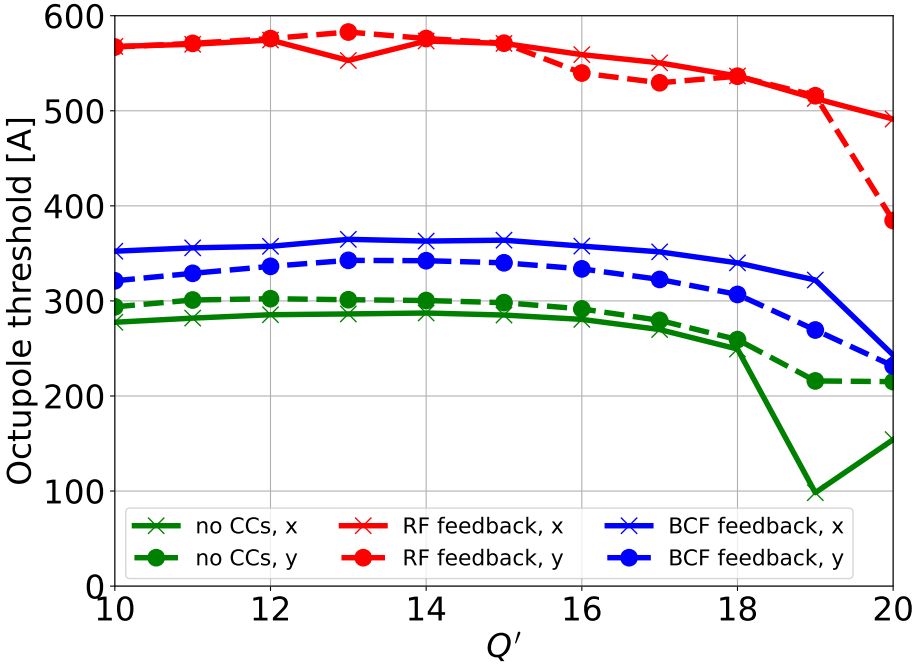 600
500
400
300
200
100
0
Octupole threshold [A]
no CCs, x RF feedback, x BCF feedback, x
no CCs, y RF feedback, y BCF feedback, y
10 12 14 16 18 20
Q′